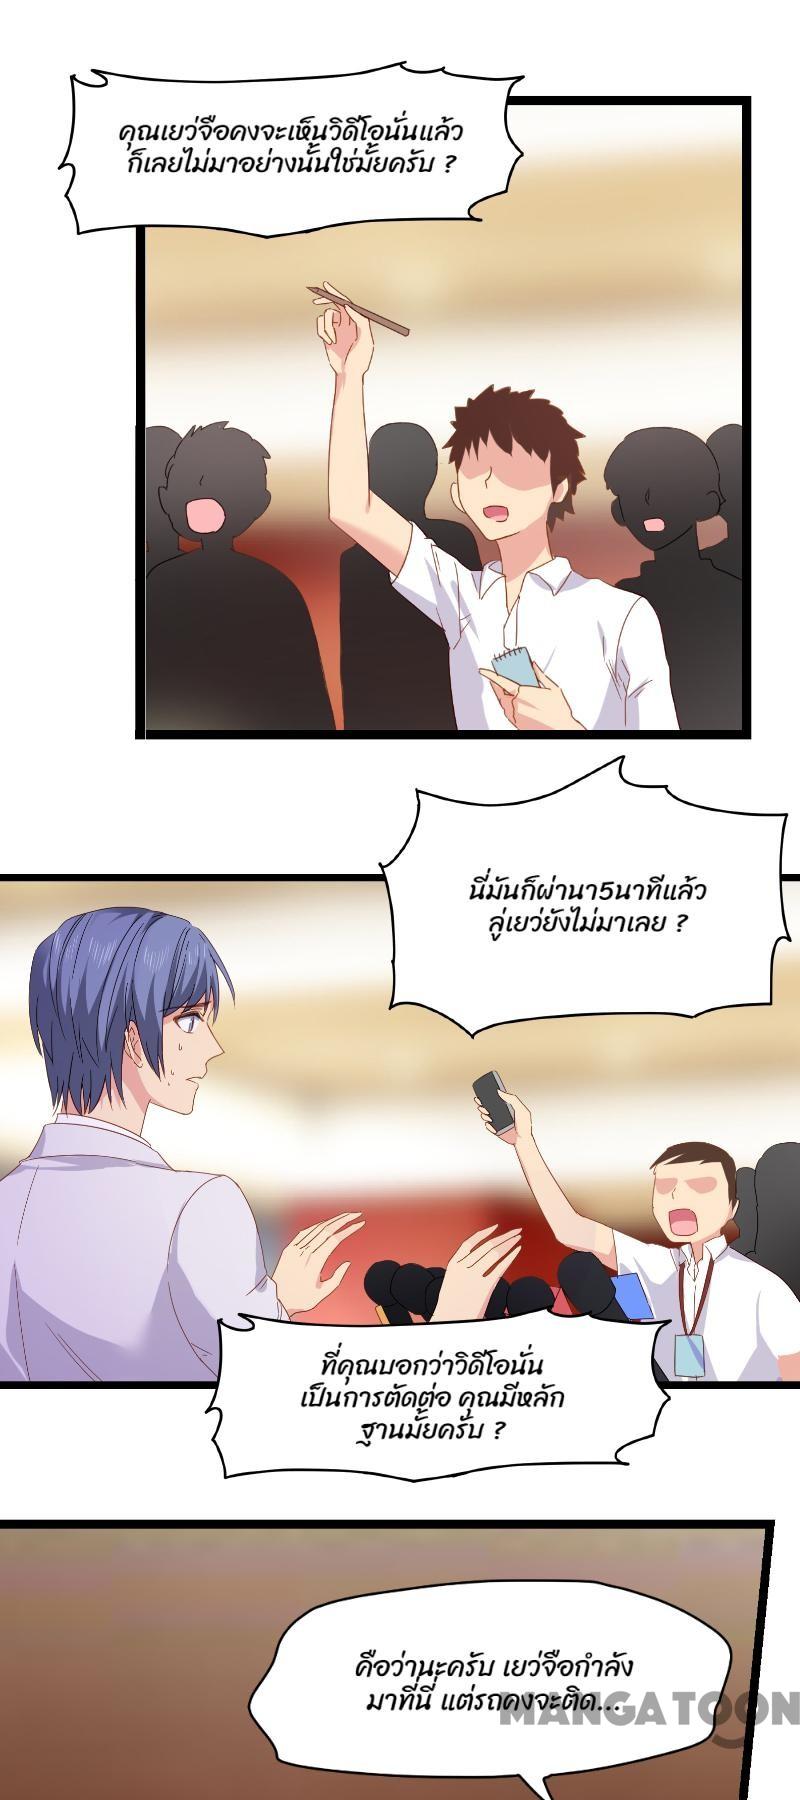 คุณเยว่จือคงจะเห็นวิดีโอนั่นแล้ว
ก็เลยไม่มาอย่างนั้นใช่มั้ยครับ ?
นี่มันก็ผ่านา5นาทีแล้ว
ลู่เยว่ยังไม่มาเลย ?
ที่คุณบอกว่าวิดีโอนั่น
เป็นการตัดต่อ คุณมีหลัก
ฐานมั้ยครับ ?
คือว่านะครับ เยว่จือกำลัง
มาที่นี่ แต่รถคงจะติด...
MANGATOON